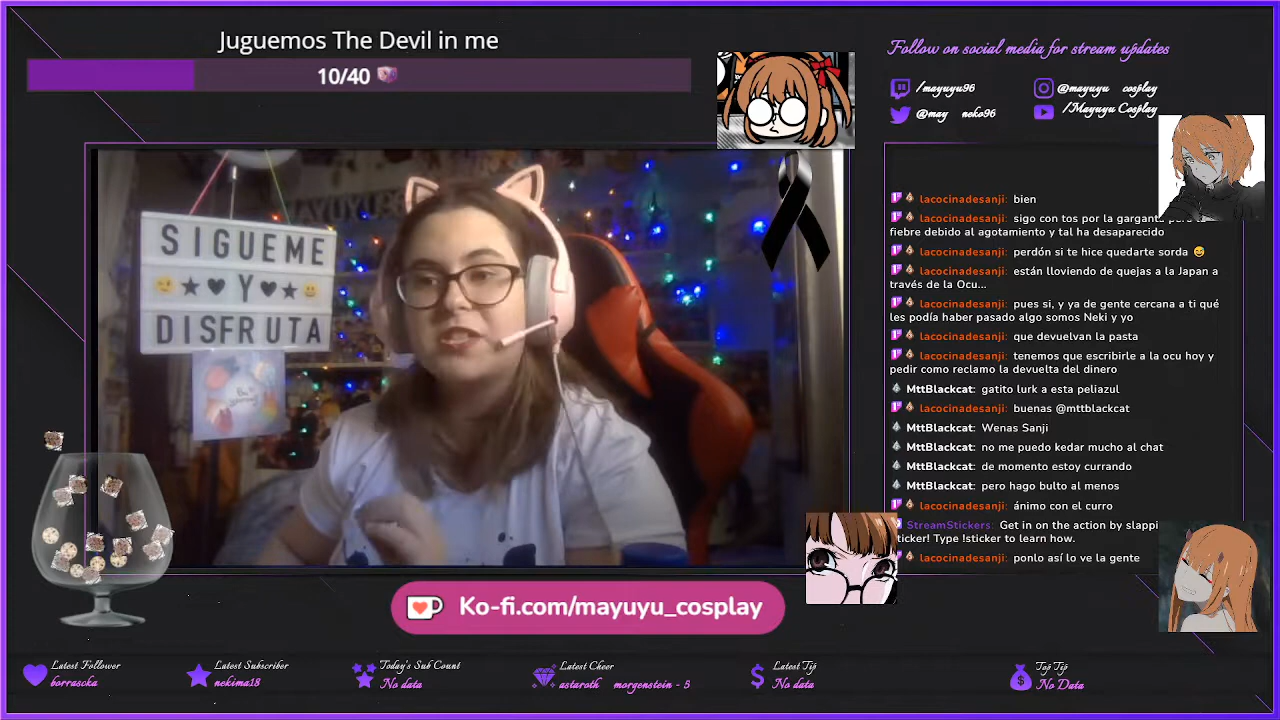 Juguemos The Devil in me
10/40
Follow on social media for stream updates
/mayuyu96
@mayuyu cosplay
@may neko96
/Mayuyu Cosplay
SIGUEME
Y
DISFRUTA
lacocinadesanji: bien
lacocinadesanji: sigo con tos por la garganta pero la
fiebre debido al agotamiento y tal ha desaparecido
lacocinadesanji: perdón si te hice quedarte sorda
lacocinadesanji: están lloviendo de quejas a la Japan a
través de la Ocu...
lacocinadesanji: pues si, y ya de gente cercana a ti qué
les podía haber pasado algo somos Neki y yo
lacocinadesanji: que devuelvan la pasta
lacocinadesanji: tenemos que escribirle a la ocu hoy y
pedir como reclamo la devuelta del dinero
MttBlackcat: gatito lurk a esta peliazul
lacocinadesanji: buenas @mttblackcat
MttBlackcat: Wenas Sanji
MttBlackcat: no me puedo kedar mucho al chat
MttBlackcat: de momento estoy currando
MttBlackcat: pero hago bulto al menos
lacocinadesanji: ánimo con el curro
StreamStickers: Get in on the action by slappi
ticker! Type !sticker to learn how.
lacocinadesanji: ponlo así lo ve la gente
Ko-fi.com/mayuyu_cosplay
Latest Follower
borrascka
Latest Subscriber
nekima18
Today's Sub Count
No data
Latest Cheer
astaroth morgenstein - 5
Latest Tip
No data
Top Tip
No Data